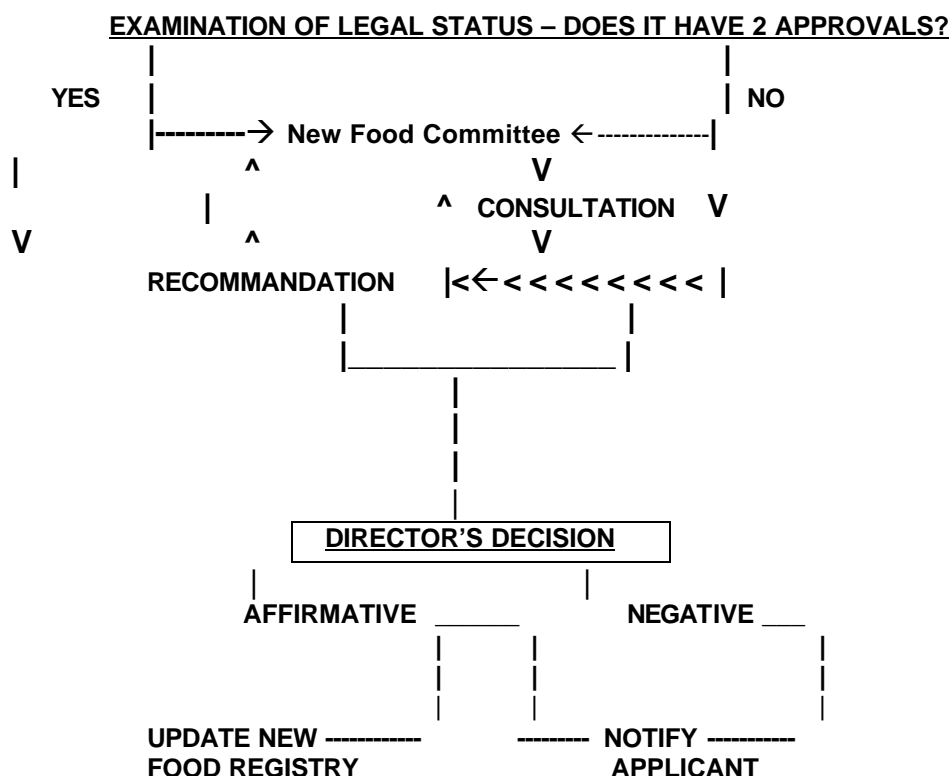 EXAMINATION OF LEGAL STATUS – DOES IT HAVE 2 APPROVALS?
YES NO
New Food Committee
CONSULTATION
RECOMMANDATION
DIRECTOR'S DECISION
AFFIRMATIVE NEGATIVE
UPDATE NEW NOTIFY
FOOD REGISTRY APPLICANT